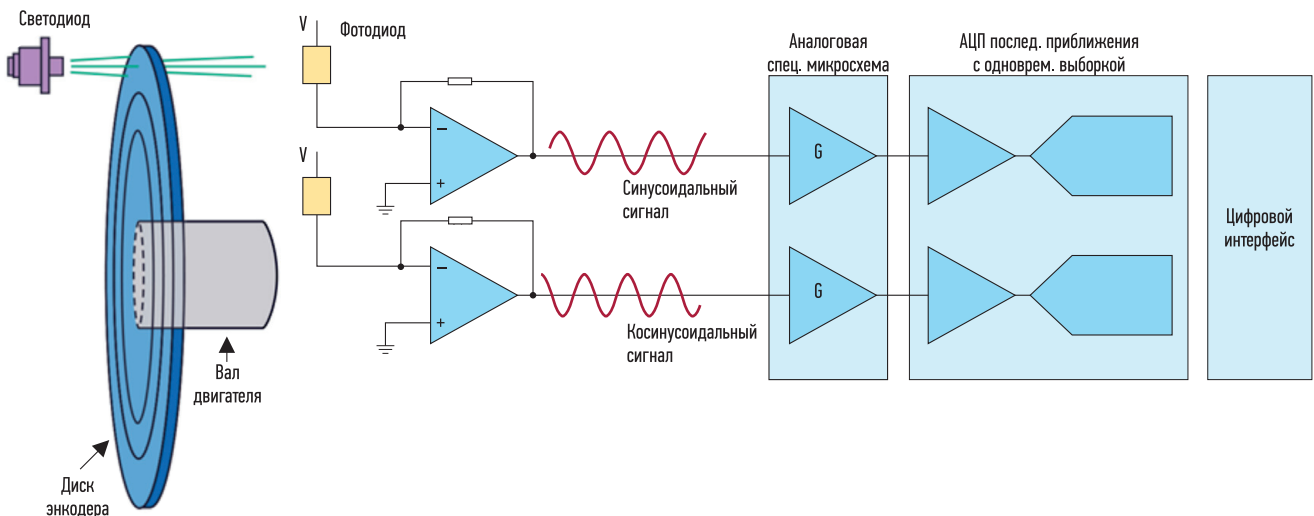 Светодиод
V
Фотодиод
Аналоговая
спец. микросхема
АЦП послед. приближения
с одноврем. выборкой
−
+
G
Синусоидальный
сигнал
V
−
+
G
Косинусоидальный
сигнал
Цифровой
интерфейс
Вал
двигателя
Диск
энкодера